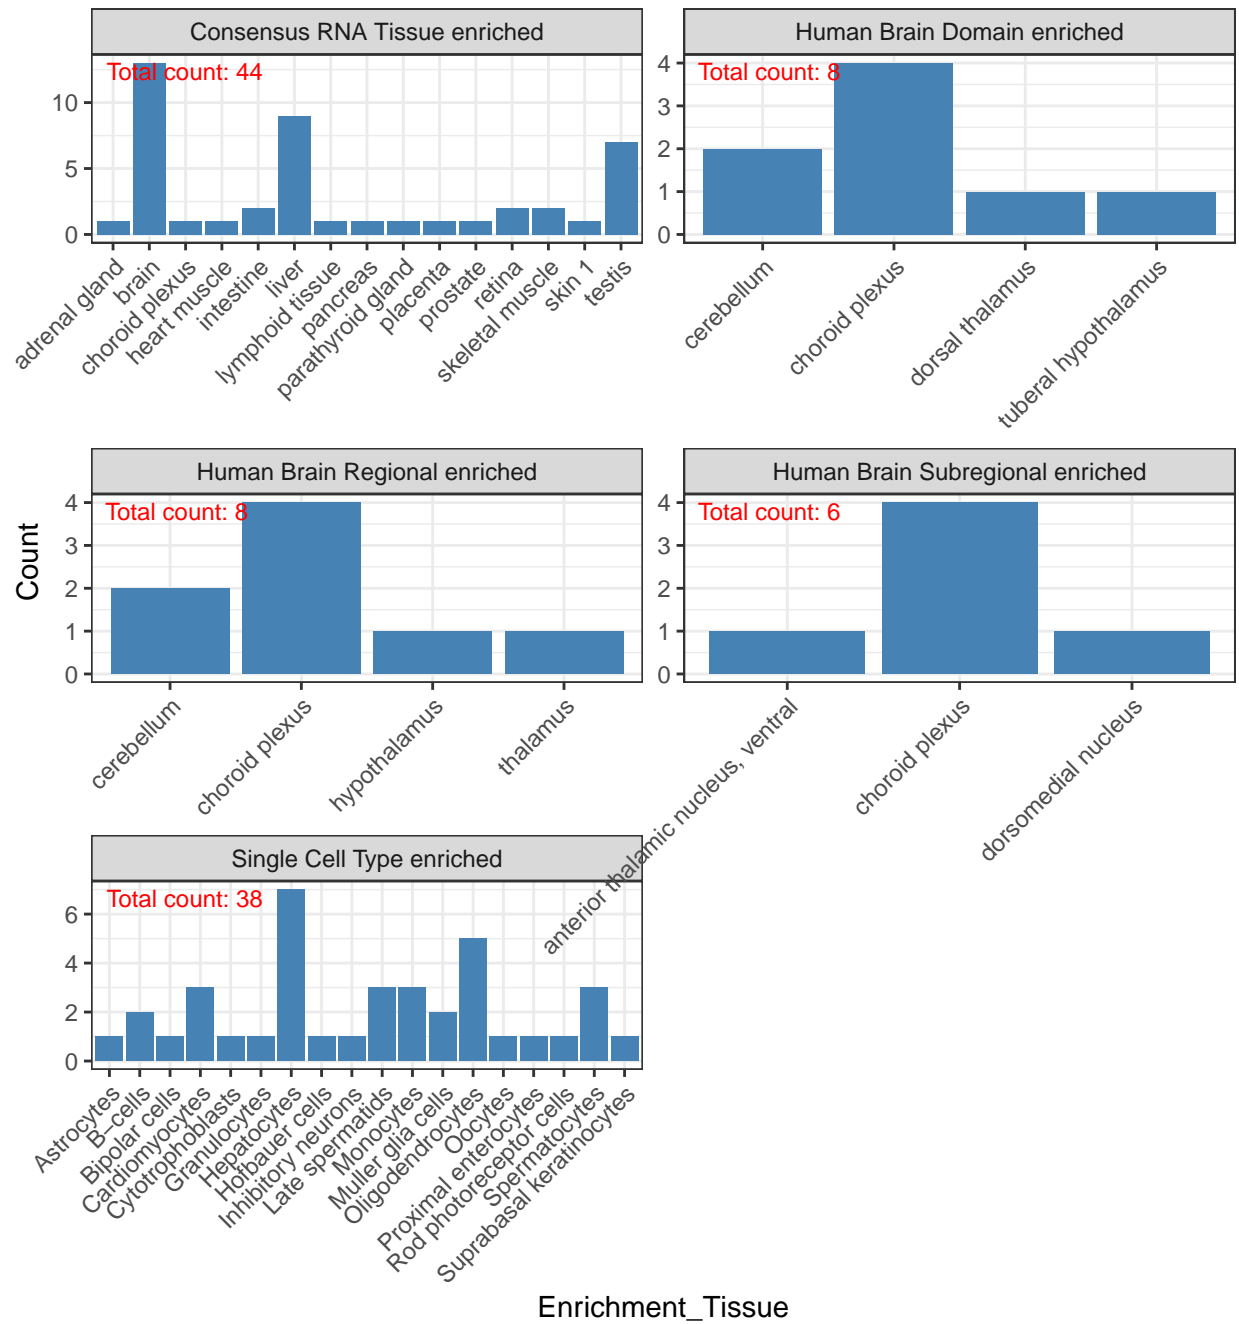 Consensus RNA Tissue enriched
Total count: 44
10
5
0
adrenal gland
brain
choroid plexus
heart muscle
intestine
liver
lymphoid tissue
pancreas
parathyroid gland
placenta
prostate
retina
skeletal muscle
skin 1
testis
Human Brain Domain enriched
Total count: 8
4
3
2
1
0
cerebellum
choroid plexus
dorsal thalamus
tuberal hypothalamus
Count
Human Brain Regional enriched
Total count: 8
4
3
2
1
0
cerebellum
choroid plexus
hypothalamus
thalamus
Human Brain Subregional enriched
Total count: 6
4
3
2
1
0
anterior thalamic nucleus, ventral
choroid plexus
dorsomedial nucleus
Single Cell Type enriched
Total count: 38
6
4
2
0
Astrocytes
B−cells
Bipolar cells
Cardiomyocytes
Cytotrophoblasts
Granulocytes
Hepatocytes
Hofbauer cells
Inhibitory neurons
Late spermatids
Monocytes
Muller glia cells
Oligodendrocytes
Oocytes
Proximal enterocytes
Rod photoreceptor cells
Spermatocytes
Suprabasal keratinocytes
Enrichment_Tissue